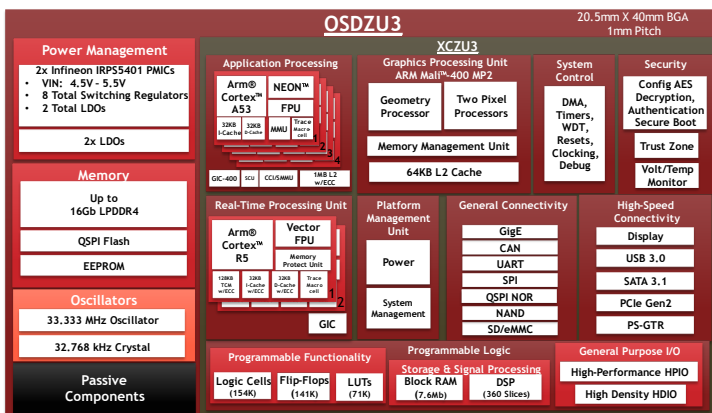 OSDZU3
20.5mm X 40mm BGA
1mm Pitch
Power Management
2x Infineon IRPS5401 PMICs
• VIN: 4.5V - 5.5V
• 8 Total Switching Regulators
• 2 Total LDOs
2x LDOs
Memory
Up to
16Gb LPDDR4
QSPI Flash
EEPROM
Oscillators
33.333 MHz Oscillator
32.768 kHz Crystal
Passive
Components
XCZU3
Application Processing
Arm®
Cortex™
A53
NEON™
FPU
32KB
I-Cache
32KB
D-Cache
MMU
Trace
Macro
cell
1
2
3
4
GIC-400
SCU
CCI/SMMU
1MB L2
w/ECC
Graphics Processing Unit
ARM Mali™-400 MP2
Geometry
Processor
Two Pixel
Processors
Memory Management Unit
64KB L2 Cache
System
Control
DMA,
Timers,
WDT,
Resets,
Clocking,
Debug
Security
Config AES
Decryption,
Authentication
Secure Boot
Trust Zone
Volt/Temp
Monitor
Real-Time Processing Unit
Arm®
Cortex™
R5
Vector
FPU
Memory
Protect Unit
128KB
TCM
w/ECC
32KB
I-Cache
w/ECC
32KB
D-Cache
w/ECC
Trace
Macro
cell
1
2
GIC
Platform
Management
Unit
Power
System
Management
General Connectivity
GigE
CAN
UART
SPI
QSPI NOR
NAND
SD/eMMC
High-Speed
Connectivity
Display
USB 3.0
SATA 3.1
PCIe Gen2
PS-GTR
Programmable Functionality
Logic Cells
(154K)
Flip-Flops
(141K)
LUTs
(71K)
Programmable Logic
Storage & Signal Processing
Block RAM
(7.6Mb)
DSP
(360 Slices)
General Purpose I/O
High-Performance HPIO
High Density HDIO